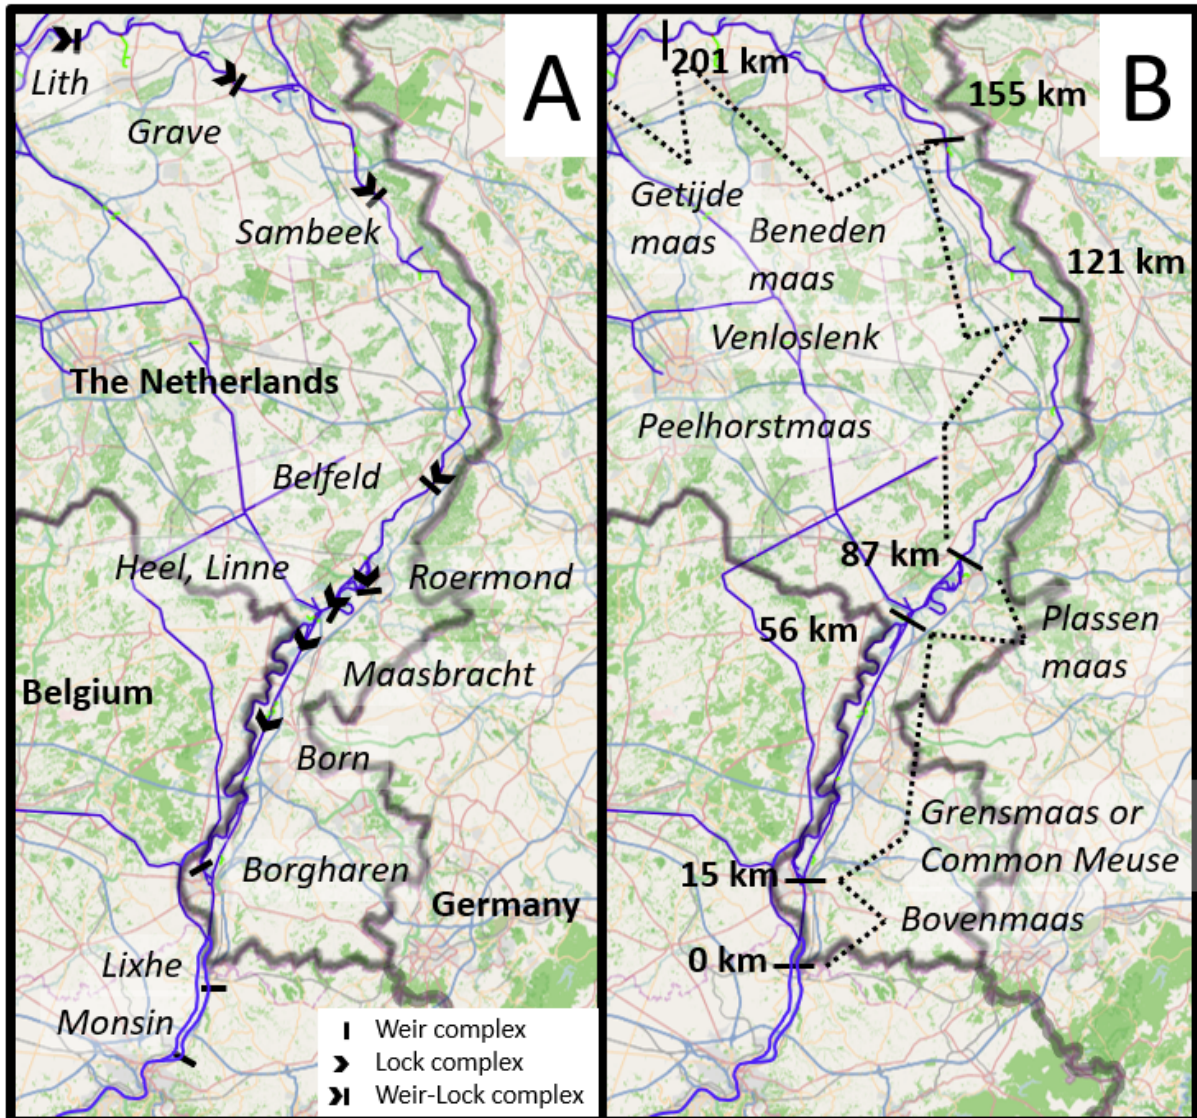 A
Lith
Grave
Sambeek
The Netherlands
Belfeld
Heel, Linne
Roermond
Maasbracht
Belgium
Born
Borgharen
Germany
Lixhe
Monsin
Weir complex
Lock complex
Weir-Lock complex
B
201 km
155 km
Getijde
maas
Beneden
maas
121 km
Venloslenk
Peelhorstmaas
87 km
56 km
Plassen
maas
Grensmaas or
Common Meuse
15 km
Bovenmaas
0 km